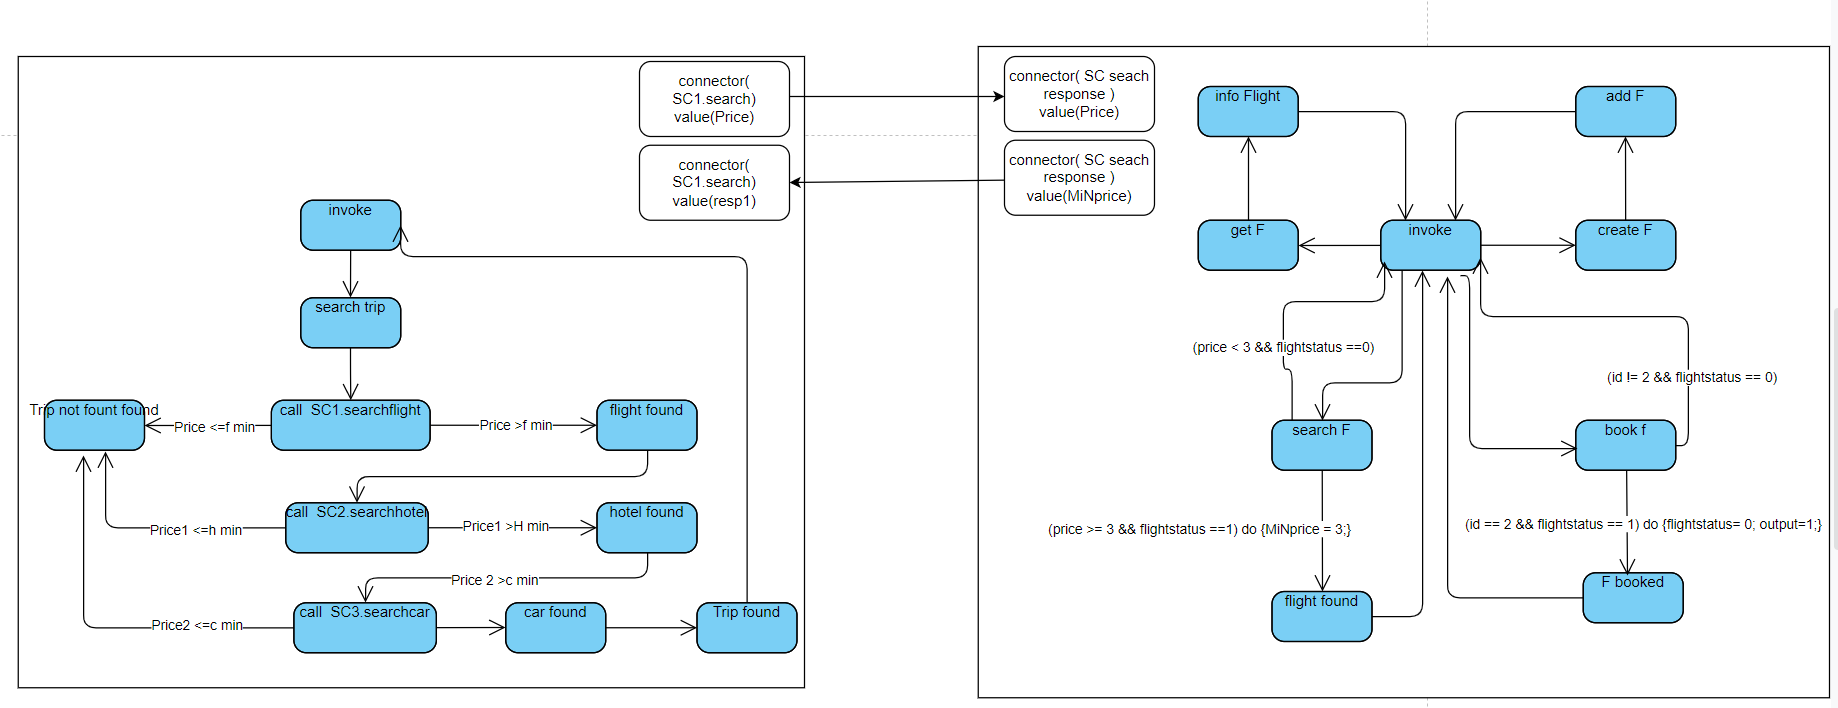 connector(
SC1.search)
value(Price)
connector(
SC1.search)
value(resp1)
invoke
search trip
Trip not fount found
Price <=f min
call SC1.searchflight
Price >f min
flight found
Price1 <=h min
call SC2.searchhotel
Price1 >H min
hotel found
Price 2 >c min
Price2 <=c min
call SC3.searchcar
car found
Trip found
connector( SC seach
response )
value(Price)
connector( SC seach
response )
value(MiNprice)
info Flight
add F
get F
invoke
create F
(price < 3 && flightstatus ==0)
(id != 2 && flightstatus == 0)
search F
book f
(price >= 3 && flightstatus ==1) do {MiNprice = 3;}
(id == 2 && flightstatus == 1) do {flightstatus= 0; output=1;}
flight found
F booked